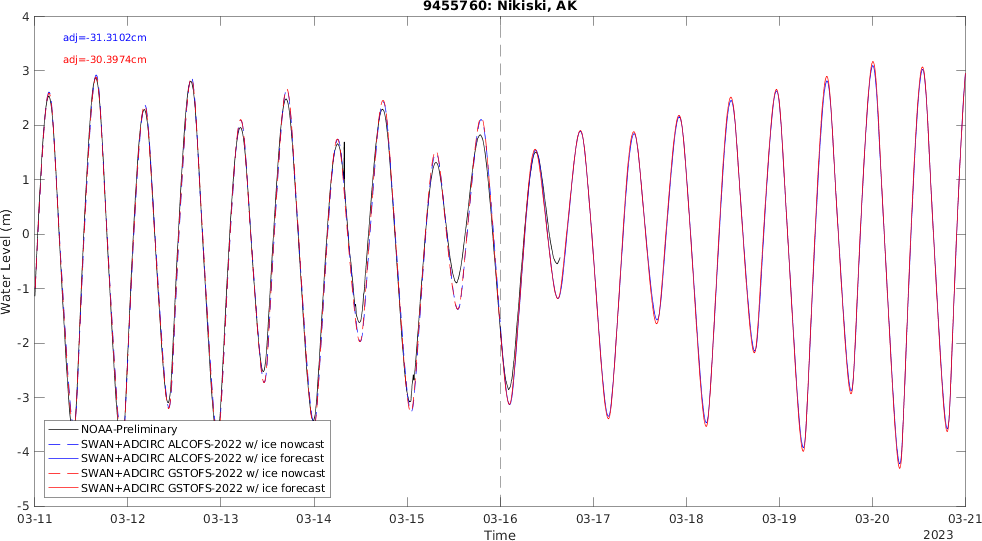 9455760: Nikiski, AK
adj=-31.3102cm
adj=-30.3974cm
Water Level (m)
4
3
2
1
0
-1
-2
-3
-4
-5
NOAA-Preliminary
SWAN+ADCIRC ALCOFS-2022 w/ ice nowcast
SWAN+ADCIRC ALCOFS-2022 w/ ice forecast
SWAN+ADCIRC GSTOFS-2022 w/ ice nowcast
SWAN+ADCIRC GSTOFS-2022 w/ ice forecast
03-11 03-12 03-13 03-14 03-15 03-16 03-17 03-18 03-19 03-20 03-21
Time
2023